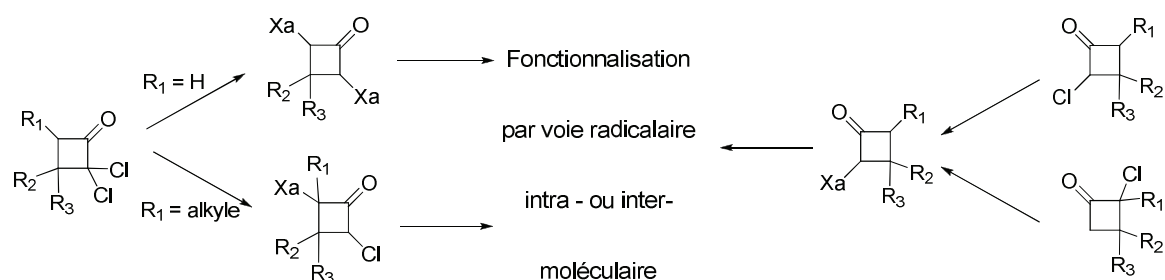 Xa
O
R1
R1 = H
Fonctionnalisation
R2
R3
Xa
O
Cl
R2
R3
R1
O
R2
Cl
Cl
R3
par voie radicalaire
O
R1
Xa
R3
R2
R1 = alkyle
Xa
R1
O
R2
R3
Cl
intra - ou inter-
moléculaire
O
Cl
R1
R2
R3